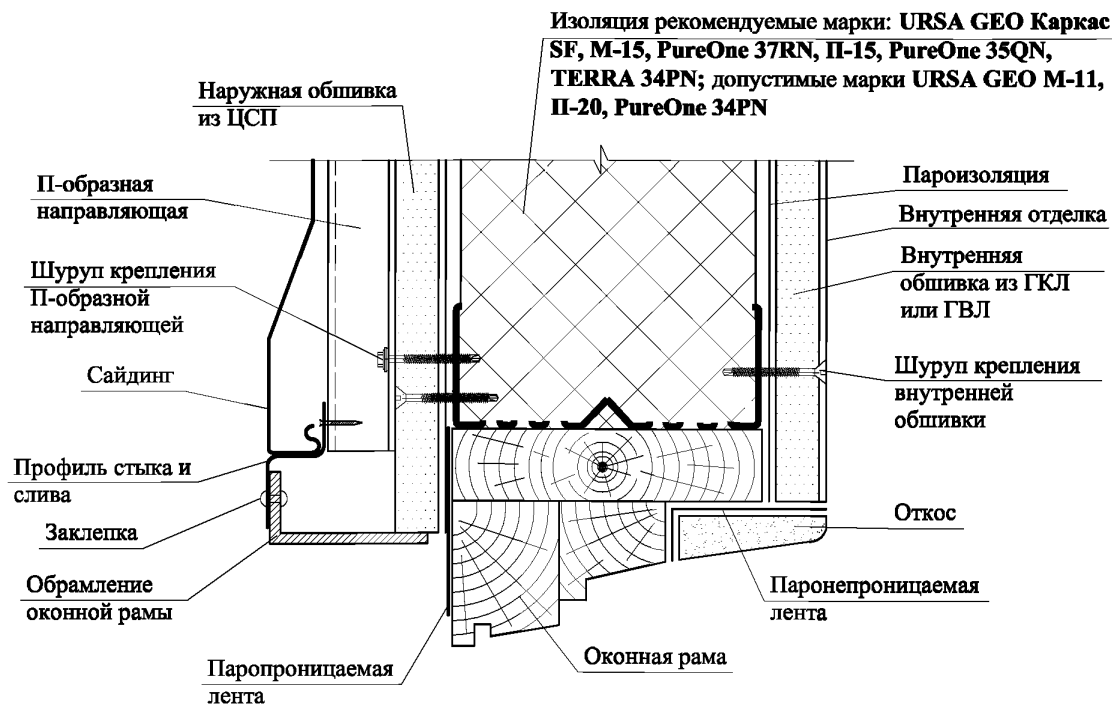 Изоляция рекомендуемые марки: URSA GEO Каркас
SF, М-15, PureOne 37RN, П-15, PureOne 35QN,
TERRA 34PN; допустимые марки URSA GEO М-11,
П-20, PureOne 34PN
Наружная обшивка
из ЦСП
П-образная
направляющая
Шуруп крепления
П-образной
направляющей
Сайдинг
Профиль стыка и
слива
Заклепка
Обрамление
оконной рамы
Паропроницаемая
лента
Пароизоляция
Внутренняя отделка
Внутренняя
обшивка из ГКЛ
или ГВЛ
Шуруп крепления
внутренней
обшивки
Откос
Паронепроницаемая
лента
Оконная рама